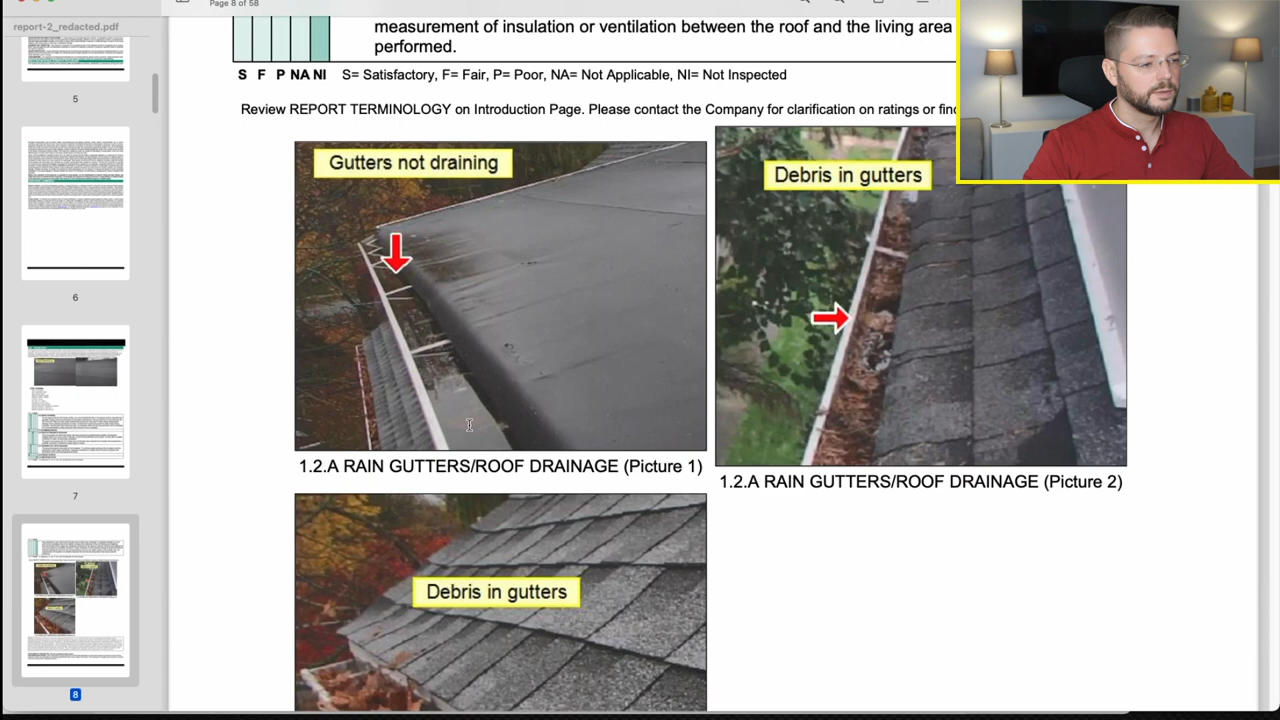 Page 8 of 58
report-2_redacted.pdf
5
6
7
8
measurement of insulation or ventilation between the roof and the living area
performed.
S F P NA NI S= Satisfactory, F= Fair, P= Poor, NA= Not Applicable, NI= Not Inspected
Review REPORT TERMINOLOGY on Introduction Page. Please contact the Company for clarification on ratings or
Gutters not draining
Debris in gutters
1.2.A RAIN GUTTERS/ROOF DRAINAGE (Picture 1)
1.2.A RAIN GUTTERS/ROOF DRAINAGE (Picture 2)
Debris in gutters